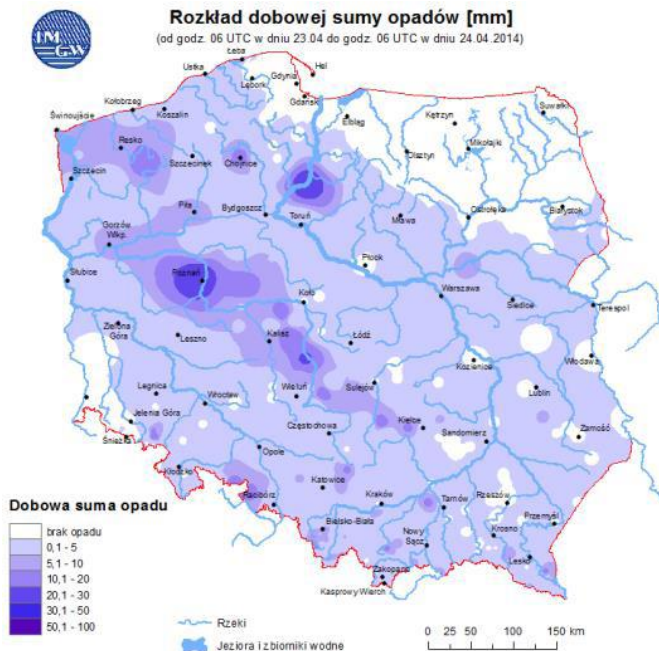 IM
GW
Rozkład dobowej sumy opadów [mm]
(od godz. 06 UTC w dniu 23.04 do godz. 06 UTC w dniu 24.04.2014)
Łeba
Ustka
Lębork
Hel
Gdynia
Gdańsk
Kołobrzeg
Koszalin
Świnoujście
Resko
Szczecinek
Chojnice
Elbląg
Kętrzyn
Suwałki
Olsztyn
Mikołajki
Szczecin
Piła
Bydgoszcz
Toruń
Mława
Ostrołęka
Białystok
Gorzów
Wlkp.
Płock
Słubice
Poznań
Koło
Warszawa
Siedlce
Terespol
Zielona
Góra
Leszno
Kalisz
Łódź
Kozienice
Włodawa
Legnica
Wrocław
Wieluń
Sulejów
Lublin
Jelenia Góra
Śnieżka
Częstochowa
Kielce
Sandomierz
Zamość
Opole
Kłodzko
Katowice
Racibórz
Kraków
Tarnów
Rzeszów
Przemyśl
Bielsko-Biała
Nowy
Sącz
Krosno
Lesko
Zakopane
Kasprowy Wierch
Dobowa suma opadu
brak opadu
0,1 - 5
5,1 - 10
10,1 - 20
20,1 - 30
30,1 - 50
50,1 - 100
Rzeki
Jeziora i zbiorniki wodne
0 25 50 100 150 km